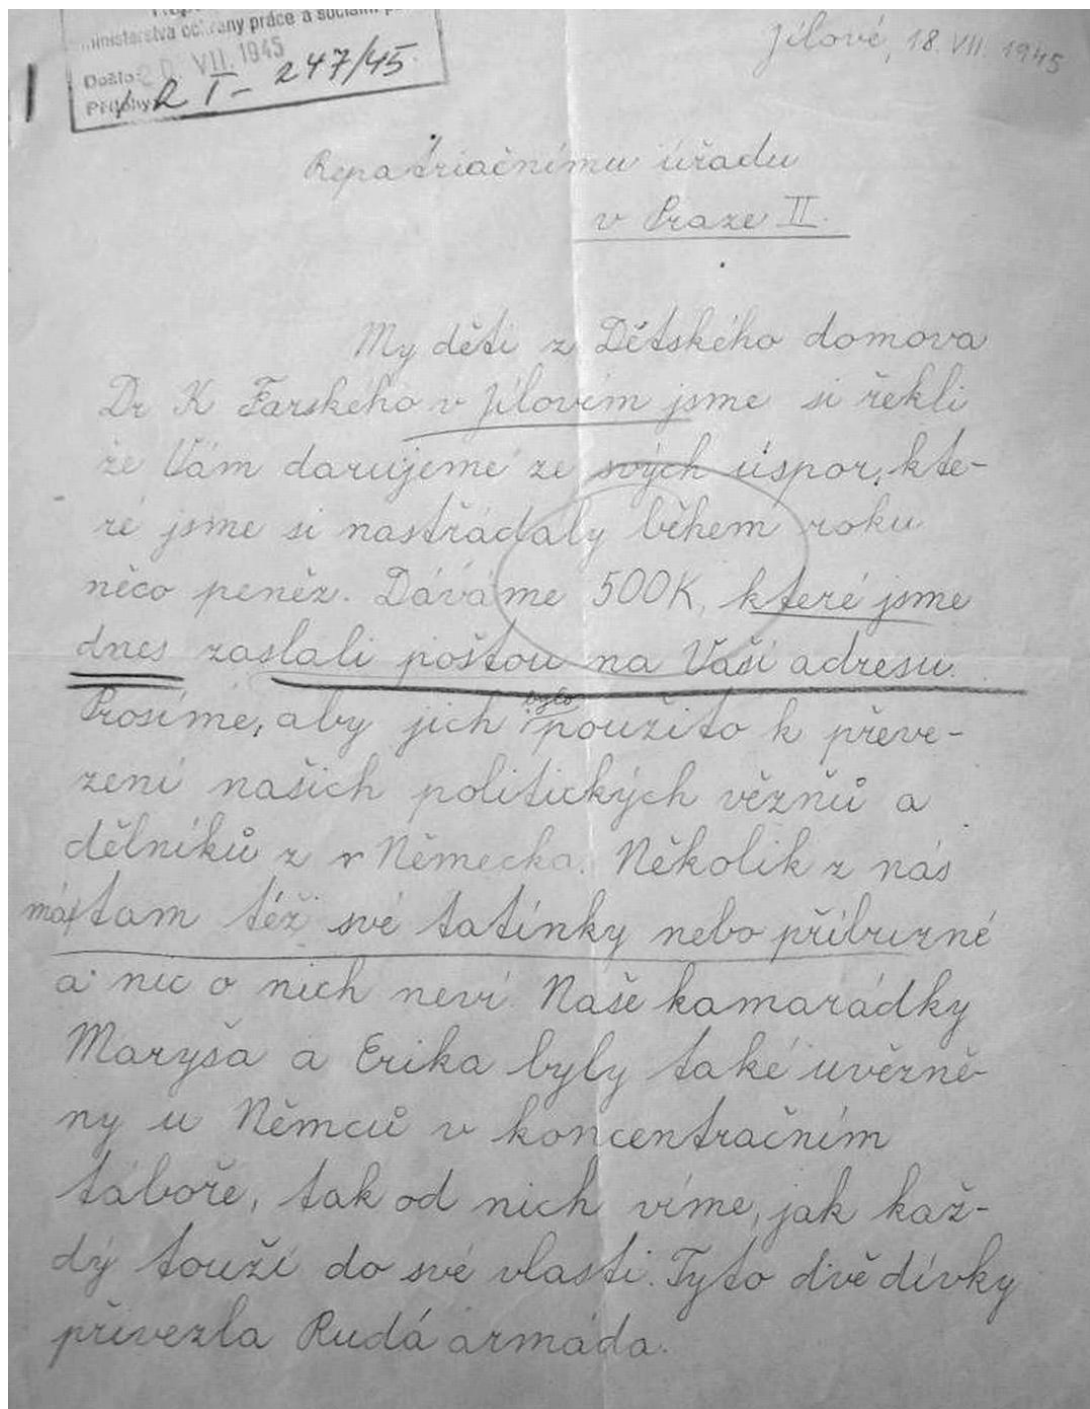 ministerstva ochrany práce a sociální
Došlo: 20. VII. 1945
Přílohy: R I- 247/45
Jílové, 18. VII. 1945
Repatriačnímu úřadu
v Praze II.
My děti z Dětského domova
Dr K Farského v Jílovém jsme si řekli
že Vám darujeme ze svých úspor, kte-
ré jsme si nastřádaly během roku
něco peněz. Dáváme 500K, které jsme
dnes zaslali poštou na Vaši adresu.
Prosíme, aby jich bylo použito k převe-
zení našich politických vězňů a
dělníků z Německa. Několik z nás
má tam též své tatínky nebo příbuzné
a nic o nich neví. Naše kamarádky
Maryša a Erika byly také uvězně-
ny u Němců v koncentračním
táboře, tak od nich víme, jak kaž-
dý touží do své vlasti. Tyto dvě dívky
přivezla Rudá armáda.